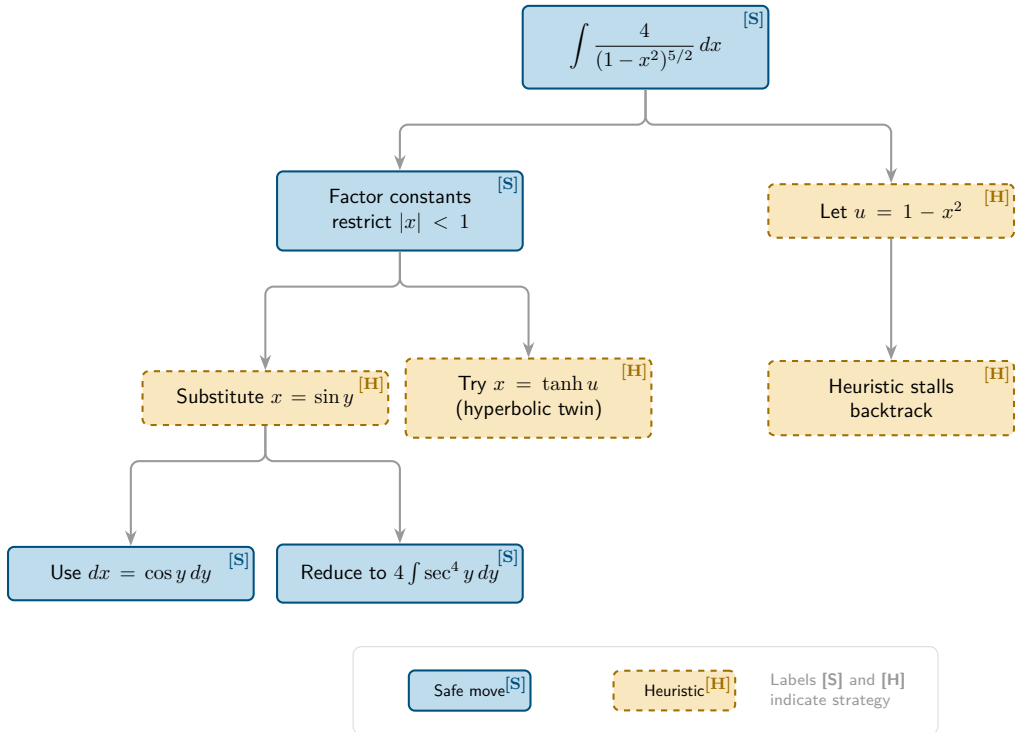 [S]
∫ 4/(1 − x²)^{5/2} dx
[S]
Factor constants
restrict |x| < 1
[H]
Let u = 1 − x²
[H]
Substitute x = sin y
[H]
Try x = tanh u
(hyperbolic twin)
[H]
Heuristic stalls
backtrack
[S]
Use dx = cos y dy
[S]
Reduce to 4 ∫ sec⁴ y dy
Safe move [S]
Heuristic [H]
Labels [S] and [H]
indicate strategy